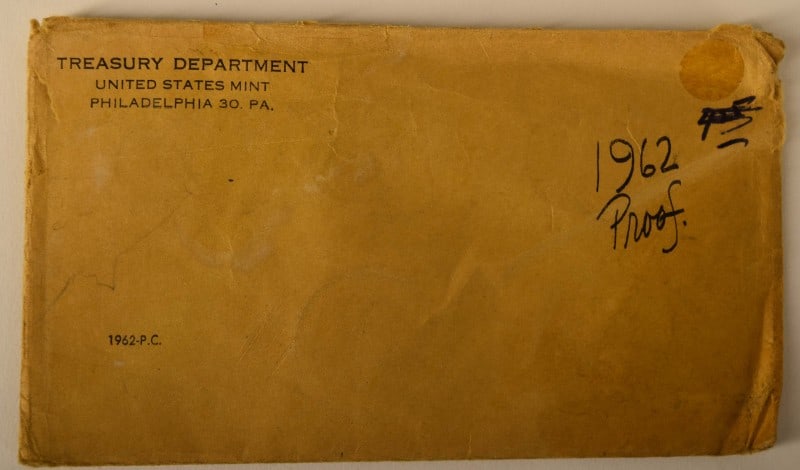 TREASURY DEPARTMENT
UNITED STATES MINT
PHILADELPHIA 30. PA.
1962
Proof.
1962-P.C.